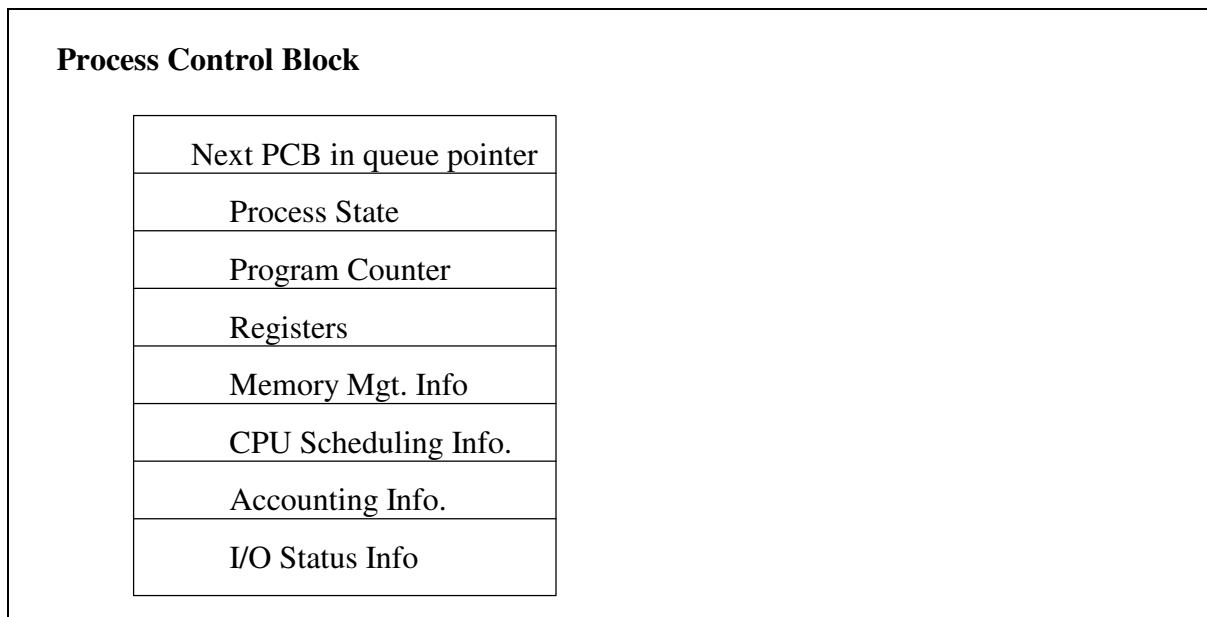 Process Control Block
Next PCB in queue pointer
Process State
Program Counter
Registers
Memory Mgt. Info
CPU Scheduling Info.
Accounting Info.
I/O Status Info